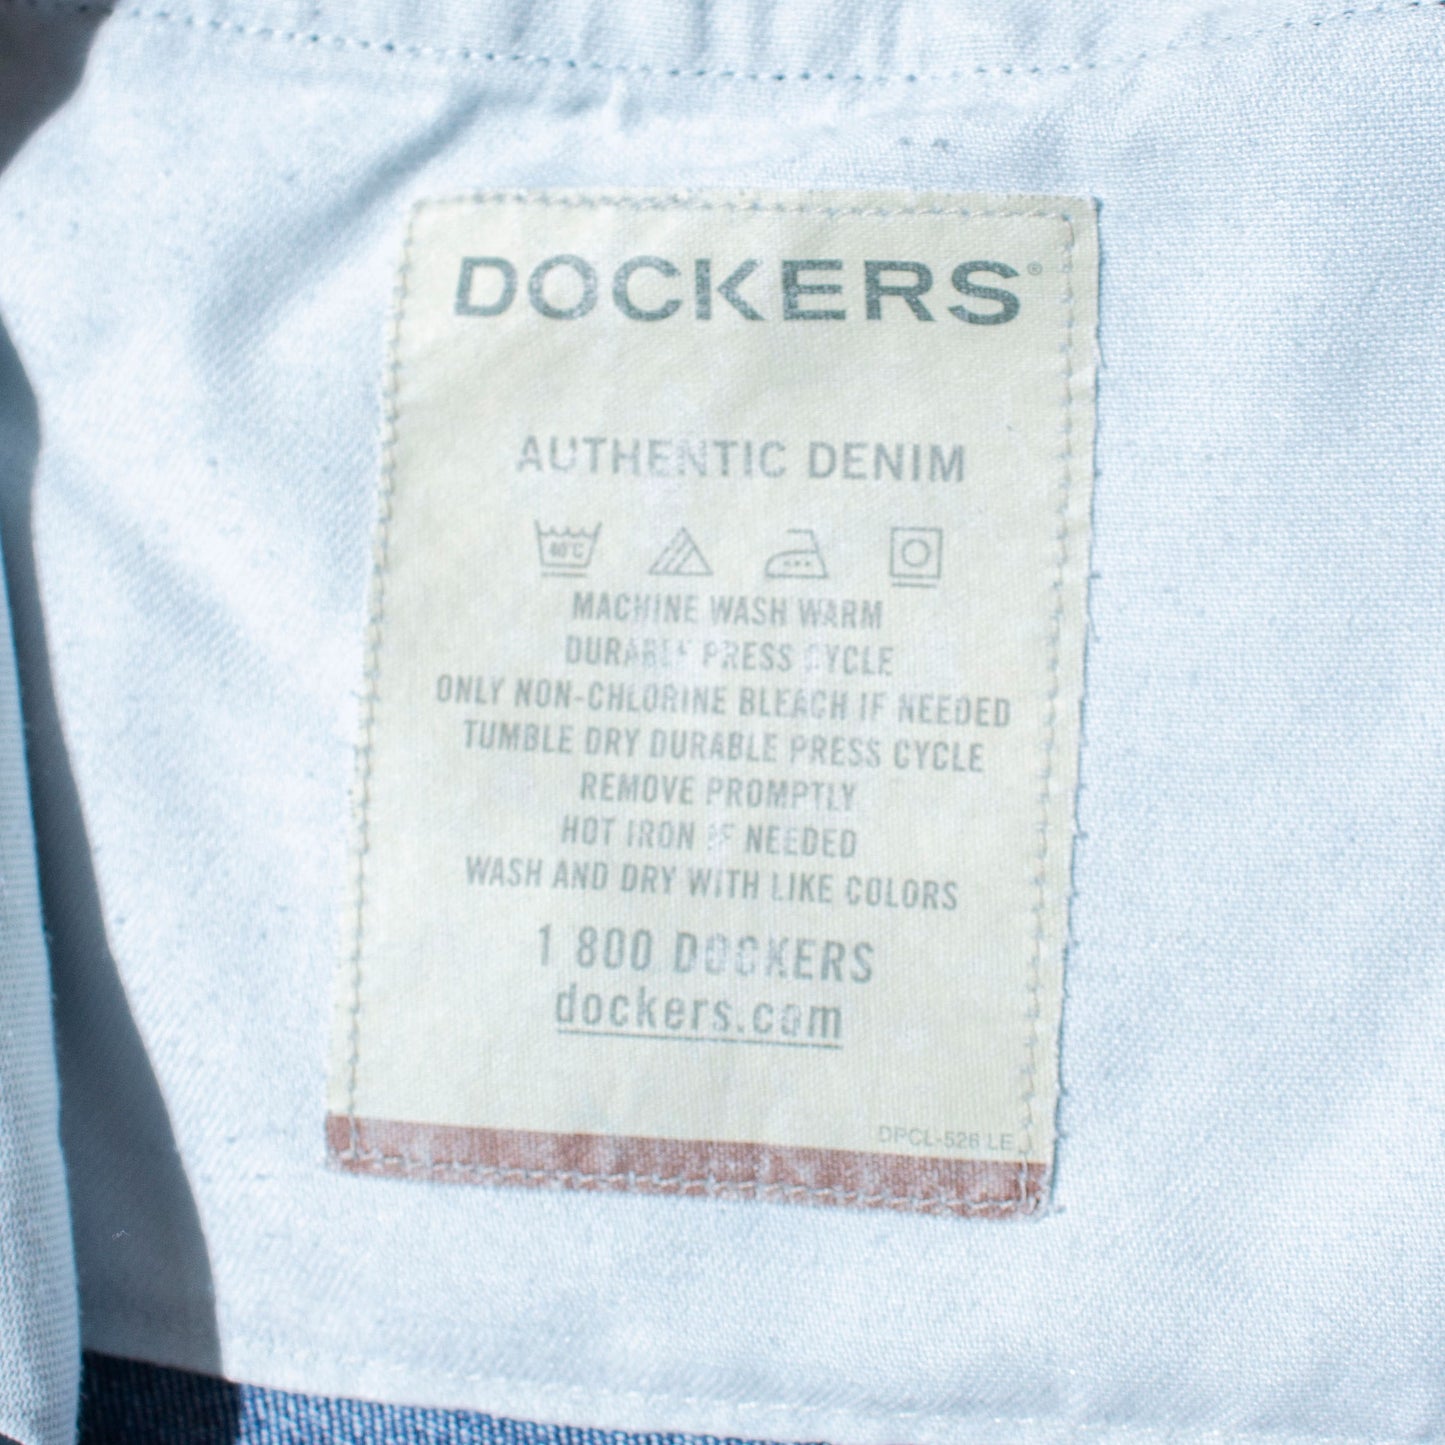 DOCKERS®
AUTHENTIC DENIM
40°C
MACHINE WASH WARM
DURABLE PRESS CYCLE
ONLY NON-CHLORINE BLEACH IF NEEDED
TUMBLE DRY DURABLE PRESS CYCLE
REMOVE PROMPTLY
HOT IRON IF NEEDED
WASH AND DRY WITH LIKE COLORS
1 800 DOCKERS
dockers.com
DPCL-526 LE